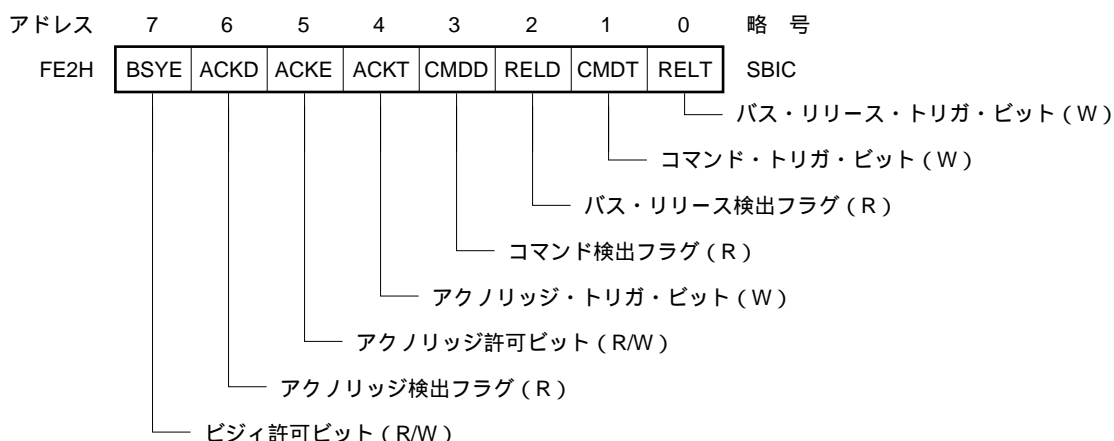 アドレス 7 6 5 4 3 2 1 0 略 号
FE2H BSYE ACKD ACKE ACKT CMDD RELD CMDT RELT SBIC
バス・リリース・トリガ・ビット（W）
コマンド・トリガ・ビット（W）
バス・リリース検出フラグ（R）
コマンド検出フラグ（R）
アクノリッジ・トリガ・ビット（W）
アクノリッジ許可ビット（R/W）
アクノリッジ検出フラグ（R）
ビジィ許可ビット（R/W）